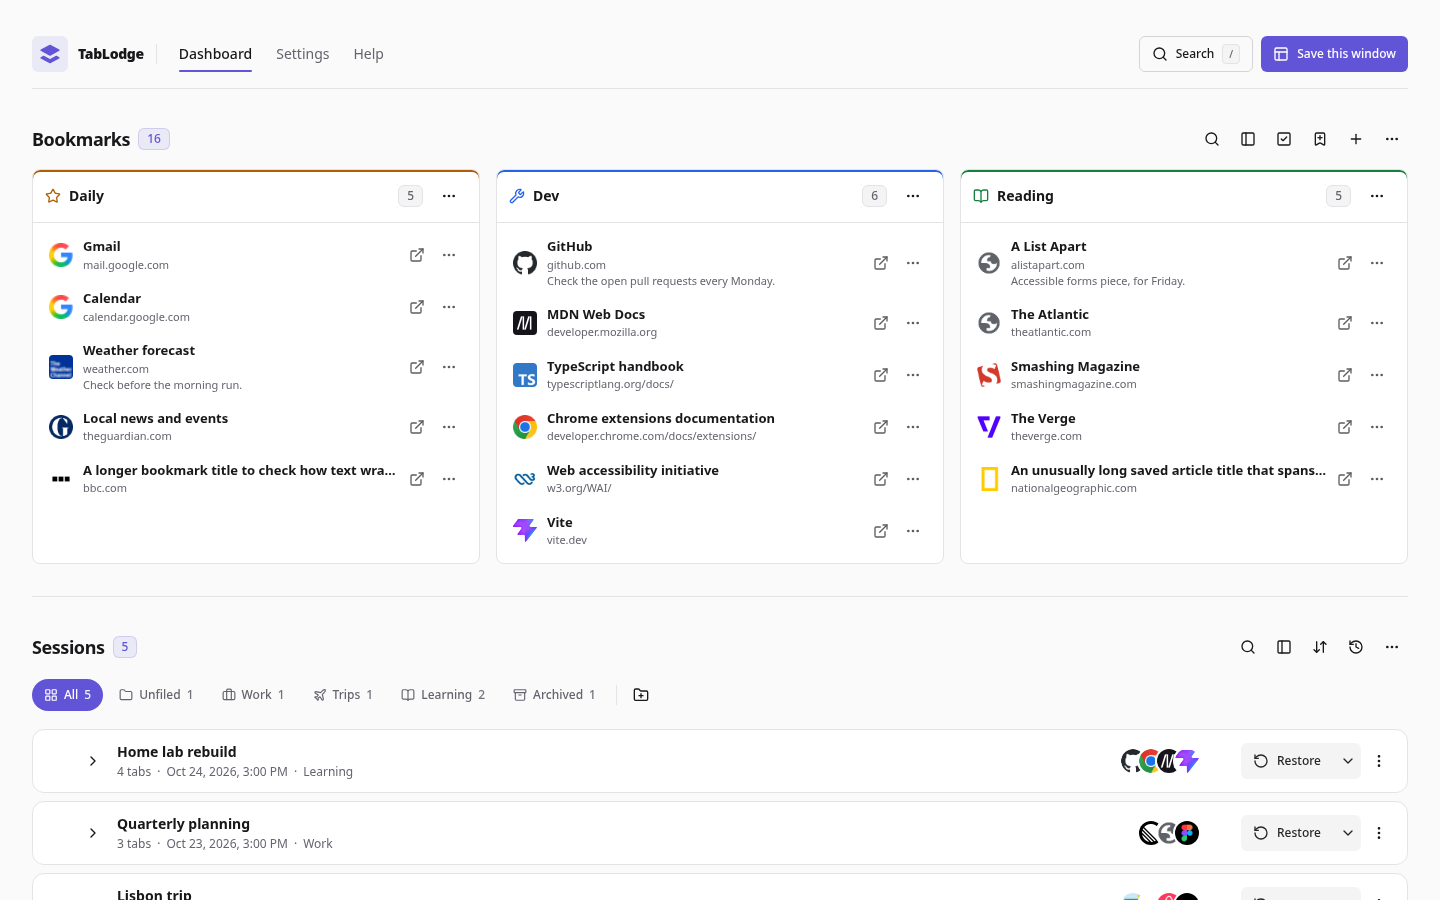 TabLodge
Dashboard
Settings
Help
Search /
Save this window
Bookmarks 16
Daily 5
Gmail
mail.google.com
Calendar
calendar.google.com
Weather forecast
weather.com
Check before the morning run.
Local news and events
theguardian.com
A longer bookmark title to check how text wra...
bbc.com
Dev 6
GitHub
github.com
Check the open pull requests every Monday.
MDN Web Docs
developer.mozilla.org
TypeScript handbook
typescriptlang.org/docs/
Chrome extensions documentation
developer.chrome.com/docs/extensions/
Web accessibility initiative
w3.org/WAI/
Vite
vite.dev
Reading 5
A List Apart
alistapart.com
Accessible forms piece, for Friday.
The Atlantic
theatlantic.com
Smashing Magazine
smashingmagazine.com
The Verge
theverge.com
An unusually long saved article title that spans...
nationalgeographic.com
Sessions 5
All 5
Unfiled 1
Work 1
Trips 1
Learning 2
Archived 1
Home lab rebuild
4 tabs · Oct 24, 2026, 3:00 PM · Learning
Restore
Quarterly planning
3 tabs · Oct 23, 2026, 3:00 PM · Work
Restore
Lisbon trip